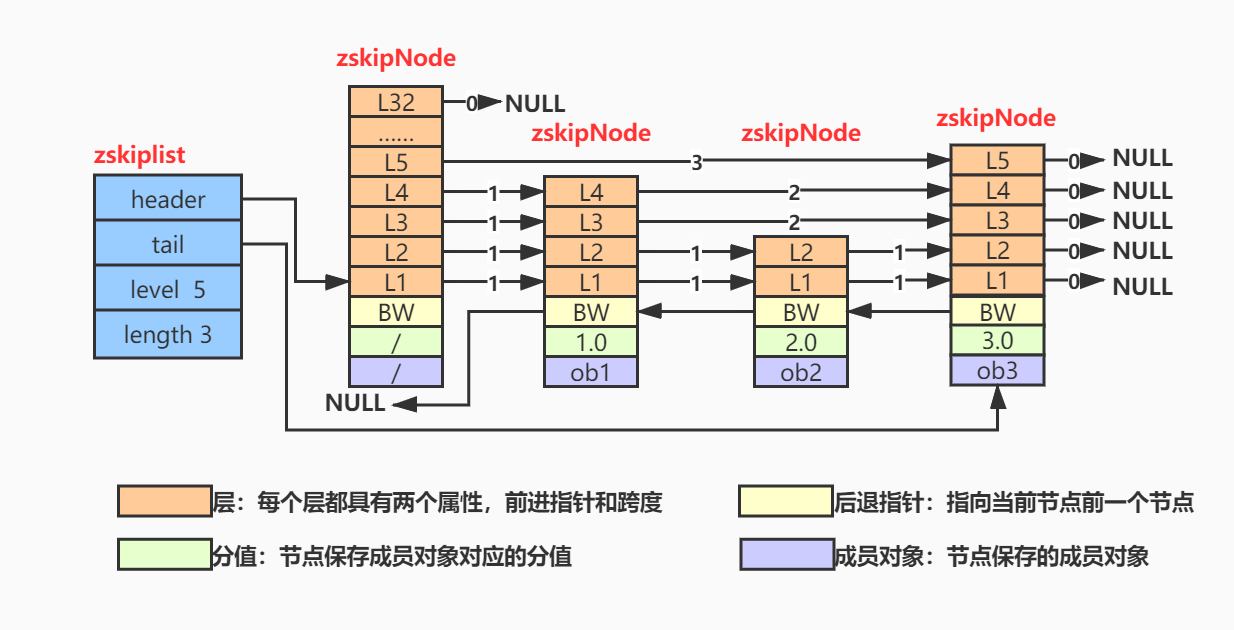 zskiplist
header
tail
level 5
length 3
zskipNode
L32
......
L5
L4
L3
L2
L1
BW
/
/
0
NULL
3
1
1
1
1
NULL
zskipNode
L4
L3
L2
L1
BW
1.0
ob1
2
2
1
1
zskipNode
L2
L1
BW
2.0
ob2
1
1
zskipNode
L5
L4
L3
L2
L1
BW
3.0
ob3
0
NULL
0
NULL
0
NULL
0
NULL
0
NULL
层：每个层都具有两个属性，前进指针和跨度
后退指针：指向当前节点前一个节点
分值：节点保存成员对象对应的分值
成员对象：节点保存的成员对象